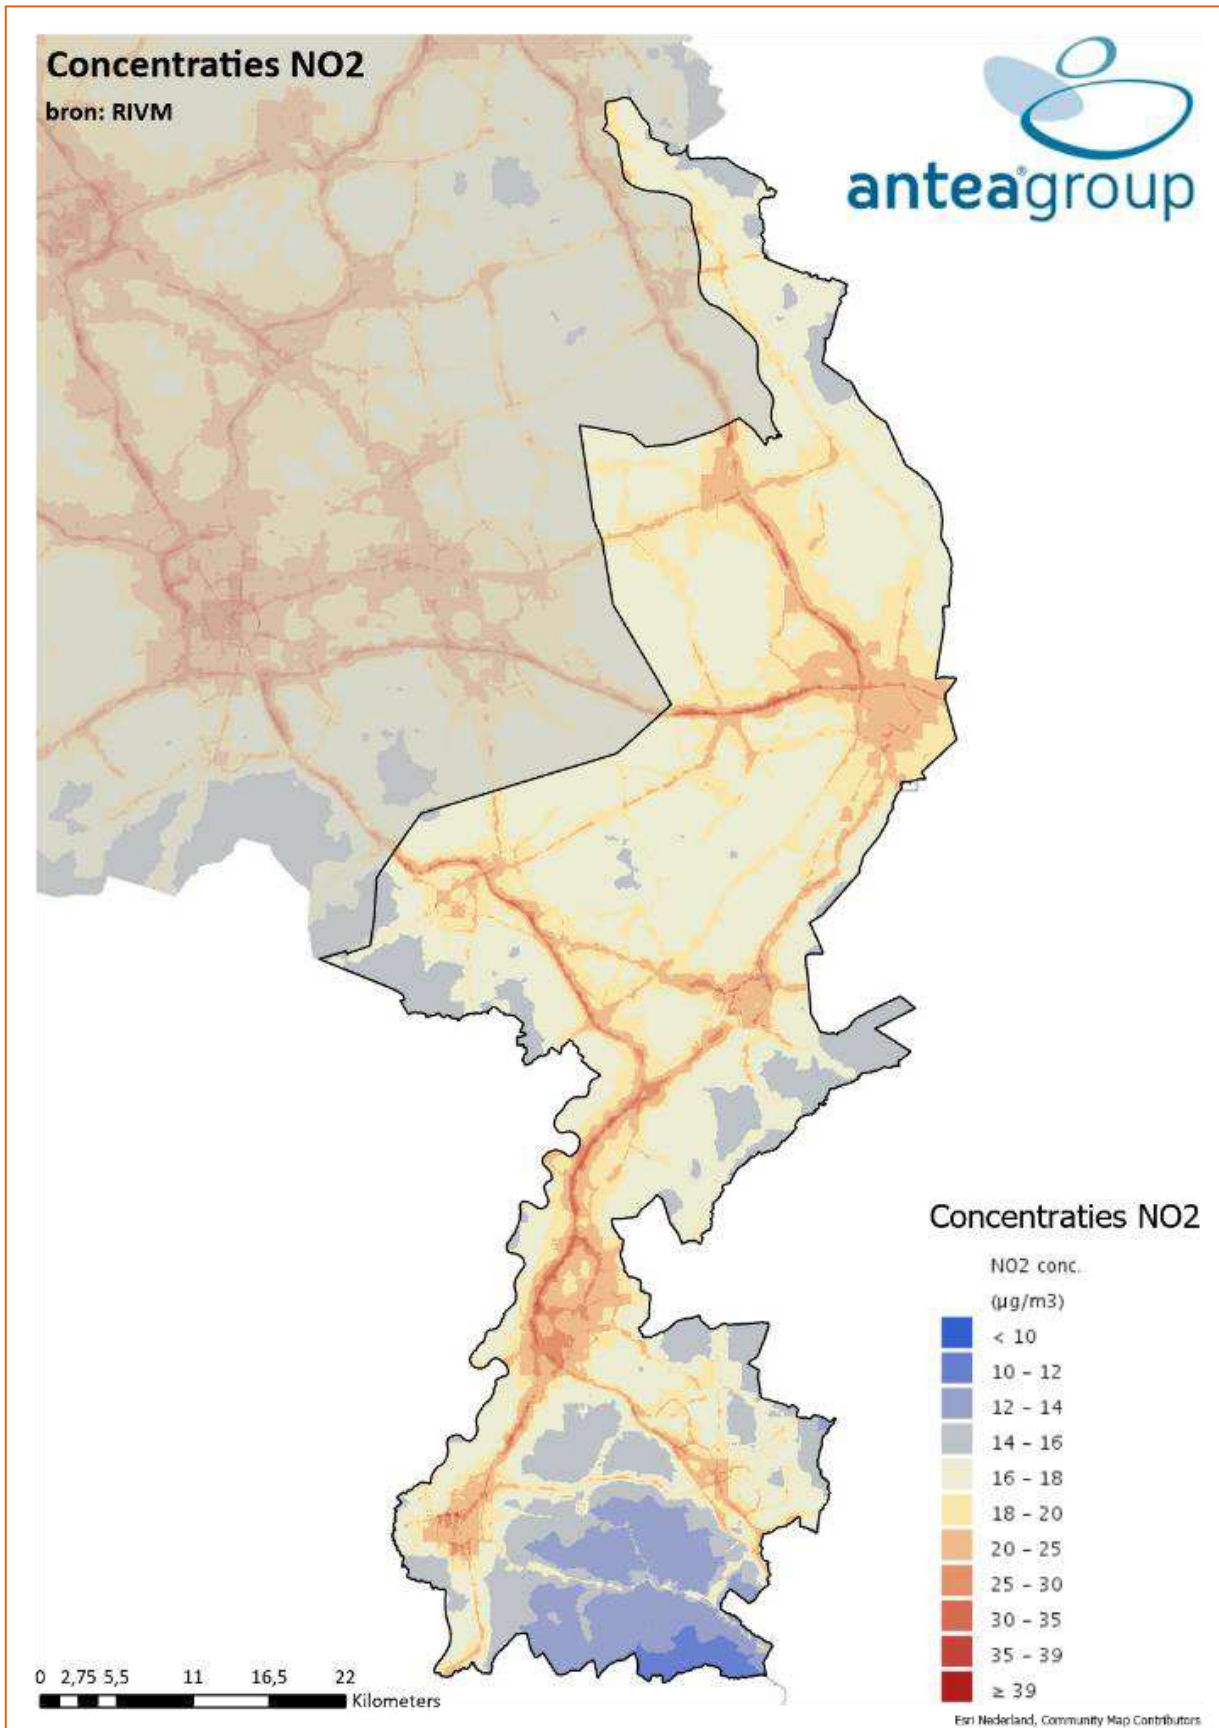 Concentraties NO2
bron: RIVM
antea®group
Concentraties NO2
NO2 conc.
(µg/m3)
< 10
10 – 12
12 – 14
14 – 16
16 – 18
18 – 20
20 – 25
25 – 30
30 – 35
35 – 39
≥ 39
0 2,75 5,5 11 16,5 22
Kilometers
Esri Nederland, Community Map Contributors